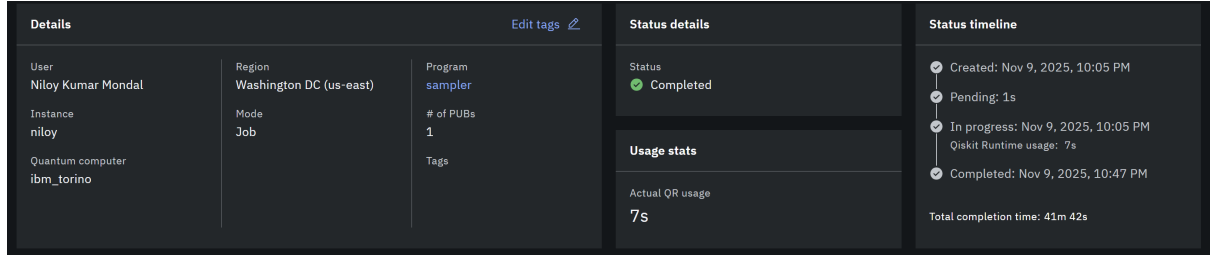 Details
Edit tags
User
Niloy Kumar Mondal
Instance
niloy
Quantum computer
ibm_torino
Region
Washington DC (us-east)
Mode
Job
Program
sampler
# of PUBs
1
Tags
Status details
Status
Completed
Usage stats
Actual QR usage
7s
Status timeline
Created: Nov 9, 2025, 10:05 PM
Pending: 1s
In progress: Nov 9, 2025, 10:05 PM
Qiskit Runtime usage: 7s
Completed: Nov 9, 2025, 10:47 PM
Total completion time: 41m 42s